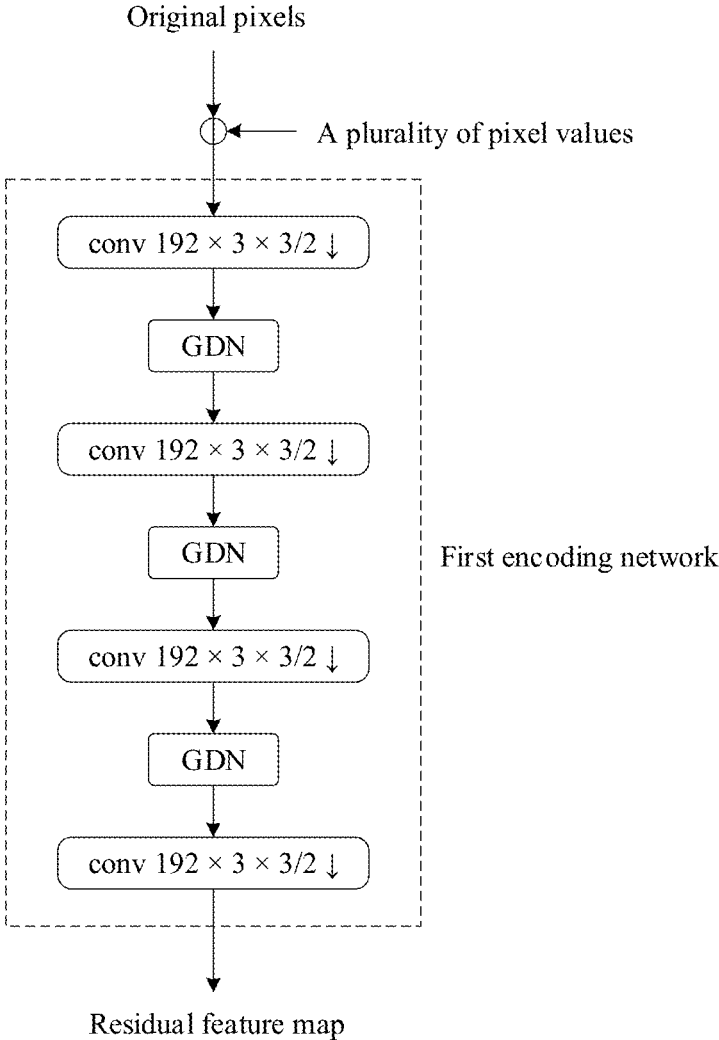 Original pixels
A plurality of pixel values
conv 192 × 3 × 3/2 ↓
GDN
conv 192 × 3 × 3/2 ↓
GDN
First encoding network
conv 192 × 3 × 3/2 ↓
GDN
conv 192 × 3 × 3/2 ↓
Residual feature map